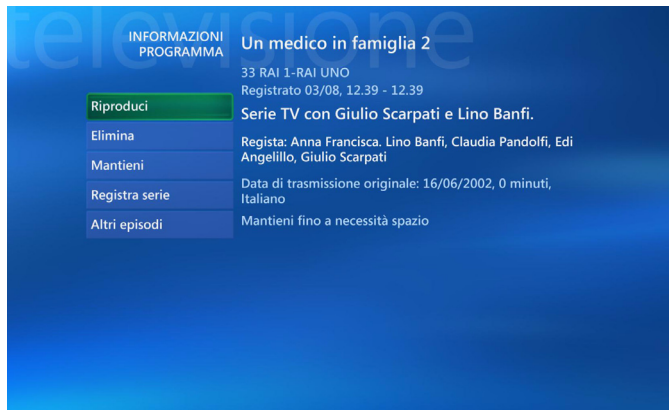 televisione
INFORMAZIONI
PROGRAMMA
Un medico in famiglia 2
33 RAI 1-RAI UNO
Registrato 03/08, 12.39 - 12.39
Serie TV con Giulio Scarpati e Lino Banfi.
Regista: Anna Francisca. Lino Banfi, Claudia Pandolfi, Edi
Angelillo, Giulio Scarpati
Data di trasmissione originale: 16/06/2002, 0 minuti,
Italiano
Mantieni fino a necessità spazio
Riproduci
Elimina
Mantieni
Registra serie
Altri episodi